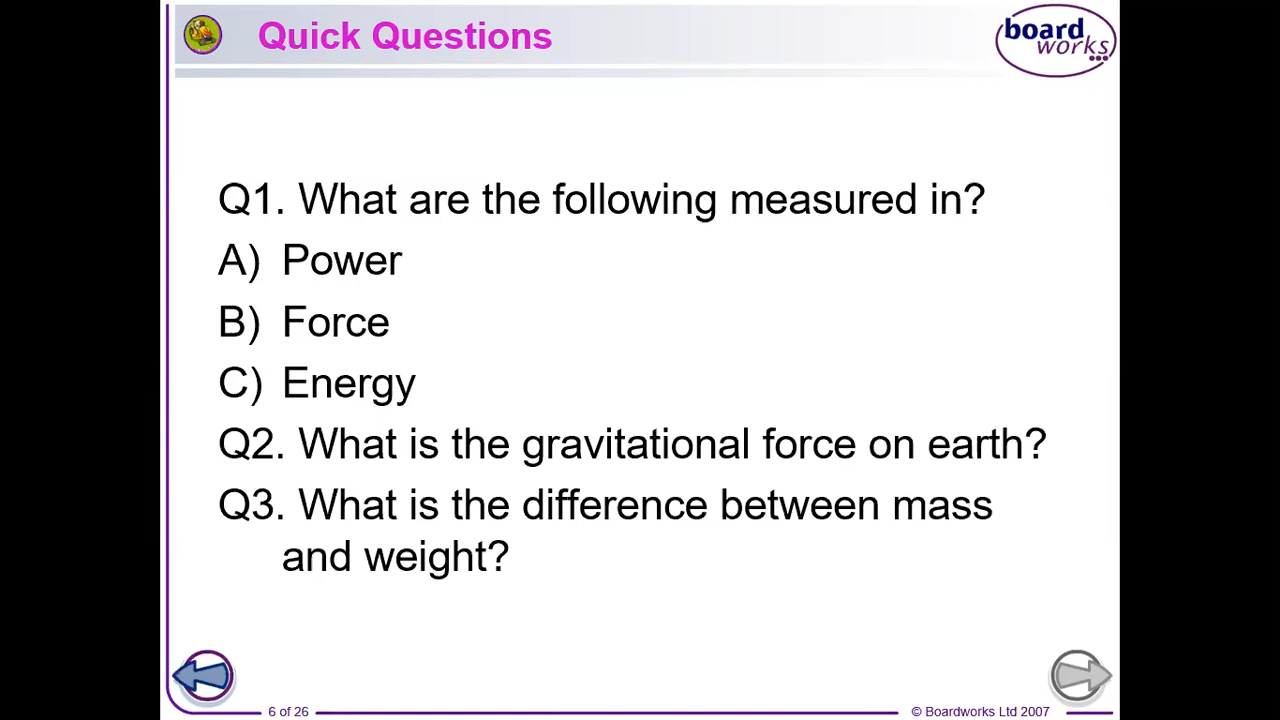 Quick Questions
board
works
Q1. What are the following measured in?
A) Power
B) Force
C) Energy
Q2. What is the gravitational force on earth?
Q3. What is the difference between mass
and weight?
6 of 26
© Boardworks Ltd 2007